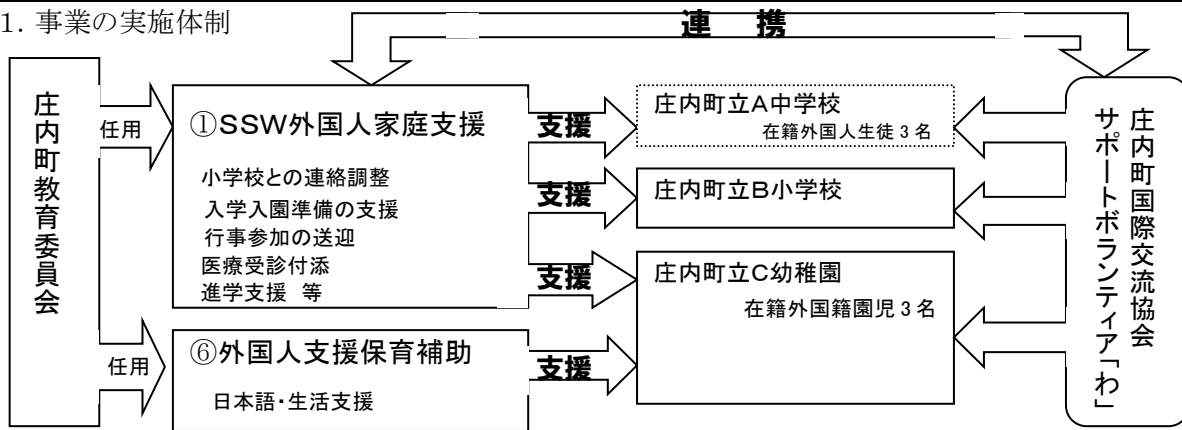 1. 事業の実施体制
連 携
庄内町教育委員会
任用
①SSW外国人家庭支援
小学校との連絡調整
入学入園準備の支援
行事参加の送迎
医療受診付添
進学支援 等
支援
支援
支援
庄内町立A中学校
在籍外国人生徒3名
庄内町立B小学校
庄内町立C幼稚園
在籍外国籍園児3名
任用
⑥外国人支援保育補助
日本語・生活支援
支援
庄内町国際交流協会
サポートボランティア「わ」